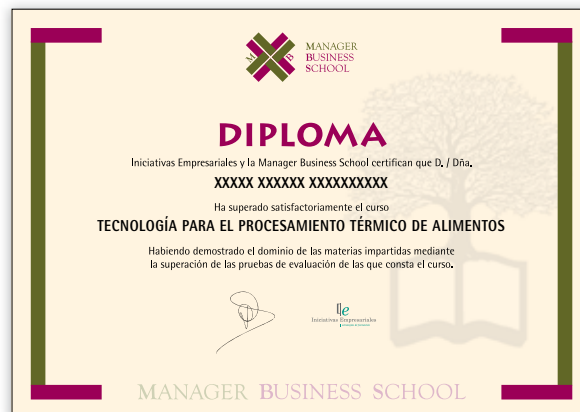 M B
MANAGER
BUSINESS
SCHOOL
DIPLOMA
Iniciativas Empresariales y la Manager Business School certifican que D. / Dña.
XXXXX XXXXXX XXXXXXXXXX
Ha superado satisfactoriamente el curso
TECNOLOGÍA PARA EL PROCESAMIENTO TÉRMICO DE ALIMENTOS
Habiendo demostrado el dominio de las materias impartidas mediante
la superación de las pruebas de evaluación de las que consta el curso.
Iniciativas Empresariales
MANAGER BUSINESS SCHOOL